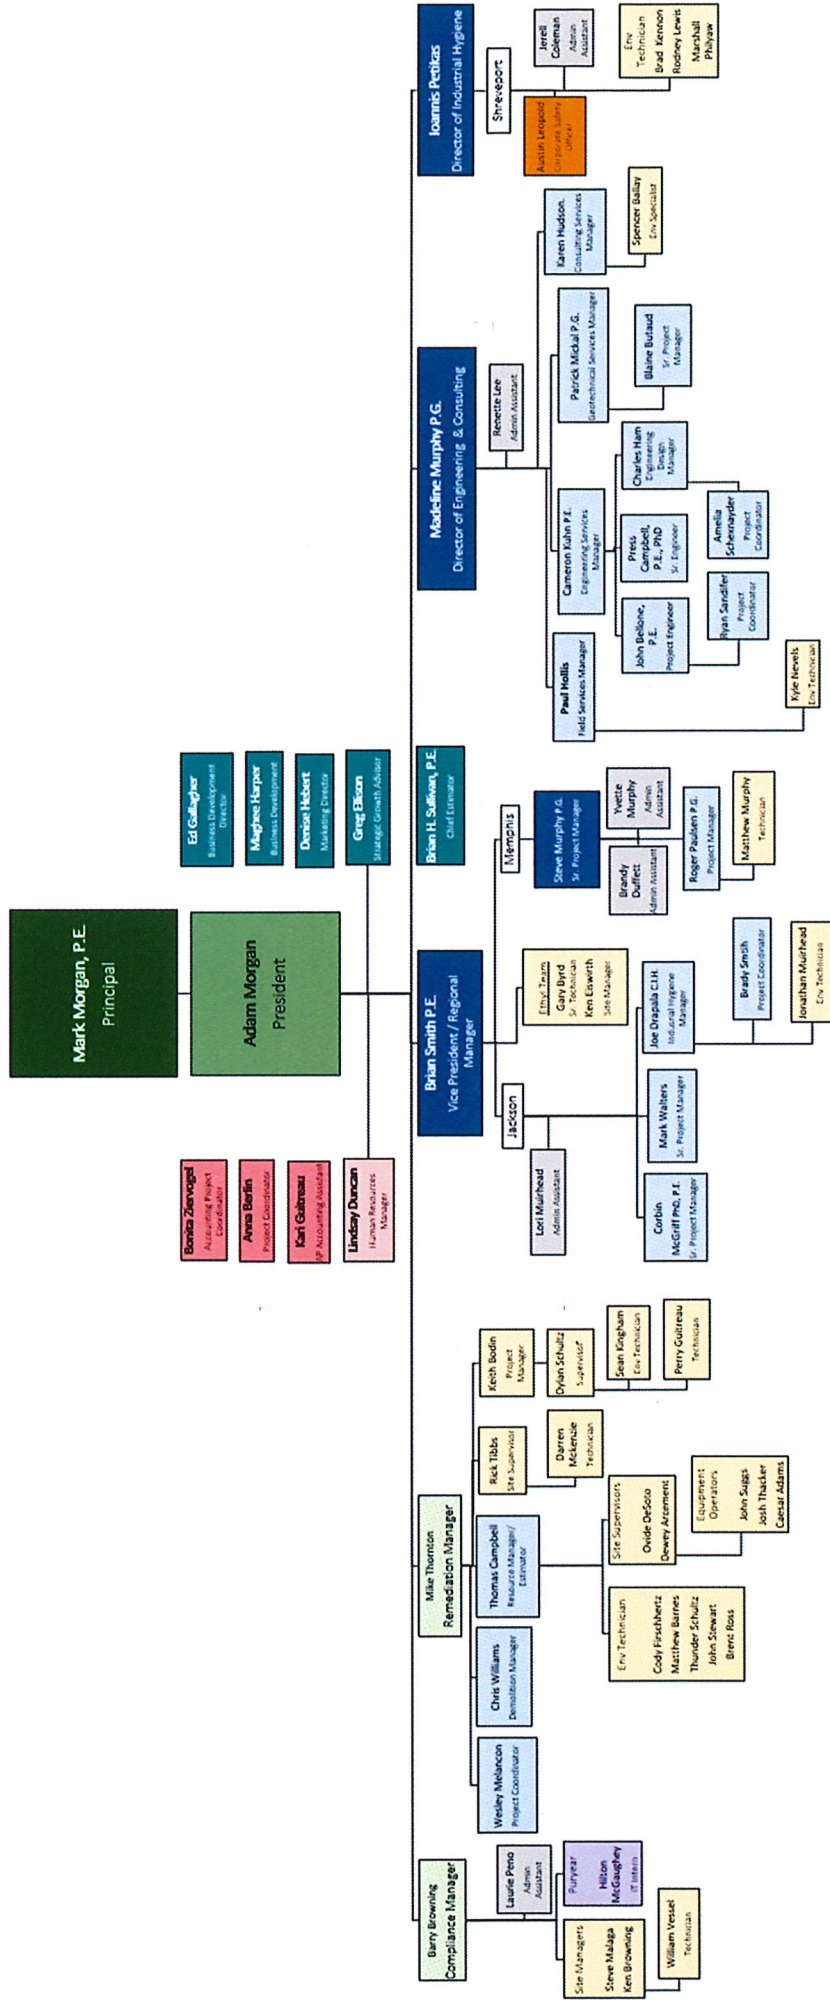 Mark Morgan, P.E.
Principal
Adam Morgan
President
Bonita Ziervogel
Accounting Project
Coordinator
Anna Berlin
Project Coordinator
Kari Guitreau
AP Accounting Assistant
Lindsay Duncan
Human Resources
Manager
Ed Gallagher
Business Development
Director
Maghee Harper
Business Development
Denise Hebert
Marketing Director
Greg Ellison
Strategic Growth Advisor
Brian H. Sullivan, P.E.
Chief Estimator
Barry Browning
Compliance Manager
Laurie Peno
Admin
Assistant
Site Managers
Steve Malaga
Ken Browning
Puryear
Hilton
McGaughey
IT Intern
William Vessel
Technician
Mike Thornton
Remediation Manager
Wesley Melancon
Project Coordinator
Chris Williams
Demolition Manager
Thomas Campbell
Resource Manager/
Estimator
Rick Tibbs
Site Supervisor
Darren
Mckenzie
Technician
Keith Bodin
Project
Manager
Dylan Schultz
Supervisor
Sean Kingham
Env Technician
Perry Guitreau
Technician
Env Technician
Cody Firschhertz
Matthew Barnes
Thunder Schultz
John Stewart
Brent Ross
Site Supervisors
Ovide DeSoto
Dewey Arcement
Equipment
Operators
John Suggs
Josh Thacker
Caesar Adams
Brian Smith P.E.
Vice President / Regional
Manager
Jackson
Lori Muirhead
Admin Assistant
Corbin
McGriff PhD, P.E.
Sr. Project Manager
Mark Walters
Sr. Project Manager
Joe Drapala C.I.H.
Industrial Hygiene
Manager
Brady Smith
Project Coordinator
Jonathan Muirhead
Env Technician
Ethyl Team
Gary Byrd
Sr. Technician
Ken Eiswirth
Site Manager
Memphis
Steve Murphy P.G.
Sr. Project Manager
Brandy
Duffett
Admin Assistant
Yvette
Murphy
Admin
Assistant
Roger Paulsen P.G.
Project Manager
Matthew Murphy
Technician
Madeline Murphy P.G.
Director of Engineering & Consulting
Renette Lee
Admin Assistant
Paul Hollis
Field Services Manager
Kyle Nevels
Env Technician
Cameron Kuhn P.E.
Engineering Services
Manager
John Bellone,
P.E.
Project Engineer
Ryan Sandifer
Project
Coordinator
Press
Campbell,
P.E., PhD
Sr. Engineer
Charles Ham
Engineering
Design
Manager
Amelia
Schexnayder
Project
Coordinator
Patrick Mickal P.G.
Geotechnical Services Manager
Blaine Butaud
Sr. Project
Manager
Karen Hudson.
Consulting Services
Manager
Spencer Ballay
Env Specialist
Ioannis Petikas
Director of Industrial Hygiene
Shreveport
Austin Leopold
Corporate Safety
Officer
Jerell
Coleman
Admin
Assistant
Env
Technician
Brad Kennon
Rodney Lewis
Marshall
Philyaw